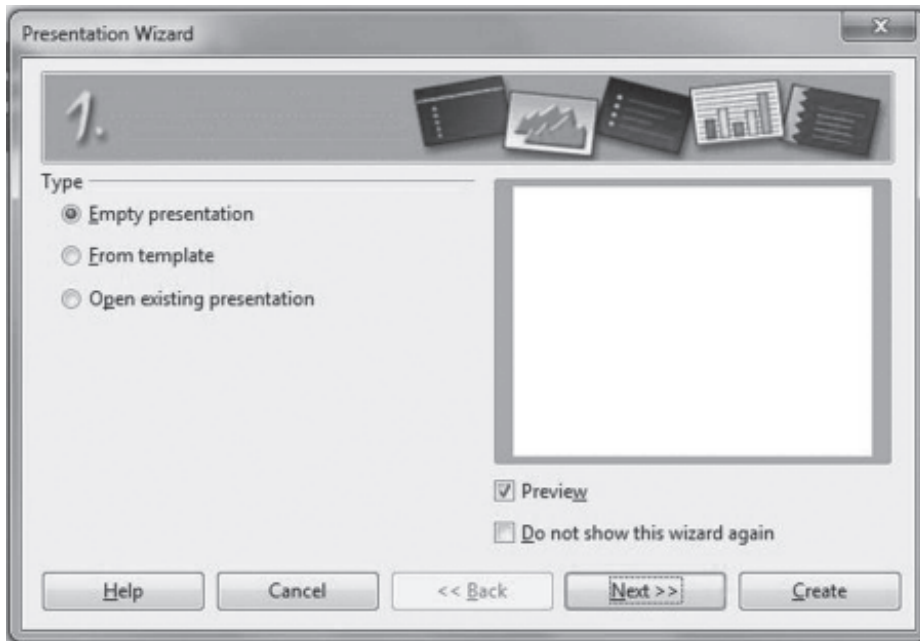 Presentation Wizard
1.
Type
Empty presentation
From template
Open existing presentation
Preview
Do not show this wizard again
Help
Cancel
<< Back
Next >>
Create